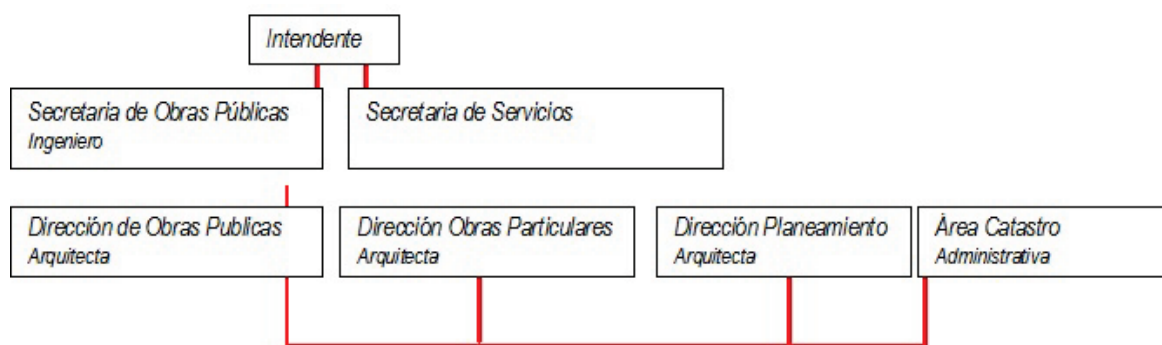 Intendente
Secretaria de Obras Públicas
Ingeniero
Secretaria de Servicios
Dirección de Obras Publicas
Arquitecta
Dirección Obras Particulares
Arquitecta
Dirección Planeamiento
Arquitecta
Área Catastro
Administrativa